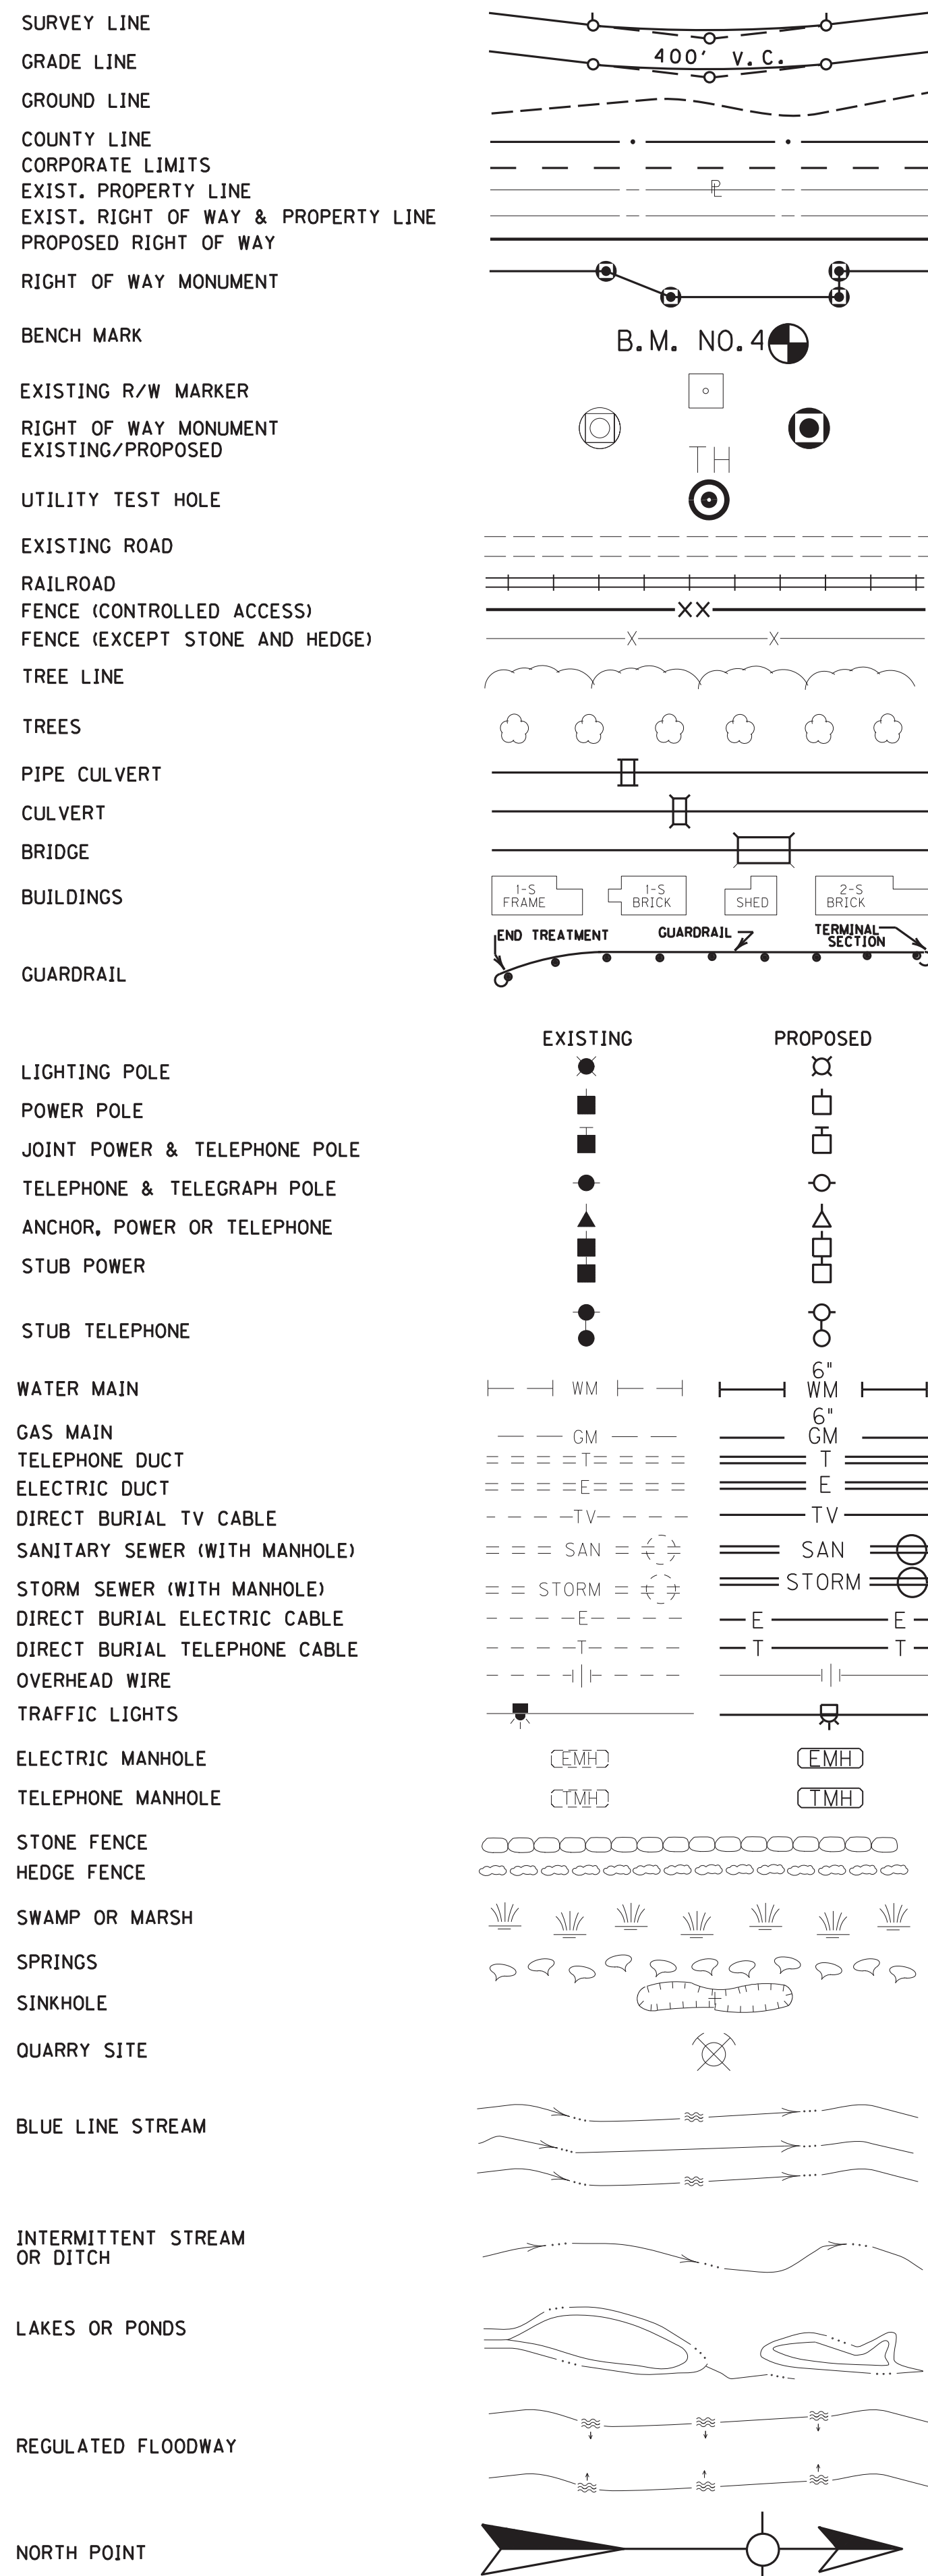 SURVEY LINE
GRADE LINE
400' V.C.
GROUND LINE
COUNTY LINE
CORPORATE LIMITS
EXIST. PROPERTY LINE
PL
EXIST. RIGHT OF WAY & PROPERTY LINE
PROPOSED RIGHT OF WAY
RIGHT OF WAY MONUMENT
BENCH MARK
B.M. NO. 4
EXISTING R/W MARKER
RIGHT OF WAY MONUMENT
EXISTING/PROPOSED
TH
UTILITY TEST HOLE
EXISTING ROAD
RAILROAD
FENCE (CONTROLLED ACCESS)
XX
FENCE (EXCEPT STONE AND HEDGE)
X X
TREE LINE
TREES
PIPE CULVERT
CULVERT
BRIDGE
BUILDINGS
1-S 1-S 2-S
FRAME BRICK SHED BRICK
END TREATMENT GUARDRAIL TERMINAL
SECTION
GUARDRAIL
EXISTING PROPOSED
LIGHTING POLE
POWER POLE
JOINT POWER & TELEPHONE POLE
TELEPHONE & TELEGRAPH POLE
ANCHOR, POWER OR TELEPHONE
STUB POWER
STUB TELEPHONE
6"
WATER MAIN WM WM
6"
GAS MAIN GM GM
TELEPHONE DUCT T T
ELECTRIC DUCT E E
DIRECT BURIAL TV CABLE TV TV
SANITARY SEWER (WITH MANHOLE) SAN SAN
STORM SEWER (WITH MANHOLE) STORM STORM
DIRECT BURIAL ELECTRIC CABLE E E E
DIRECT BURIAL TELEPHONE CABLE T T T
OVERHEAD WIRE
TRAFFIC LIGHTS
ELECTRIC MANHOLE EMH EMH
TELEPHONE MANHOLE TMH TMH
STONE FENCE
HEDGE FENCE
SWAMP OR MARSH
SPRINGS
SINKHOLE
QUARRY SITE
BLUE LINE STREAM
INTERMITTENT STREAM
OR DITCH
LAKES OR PONDS
REGULATED FLOODWAY
NORTH POINT